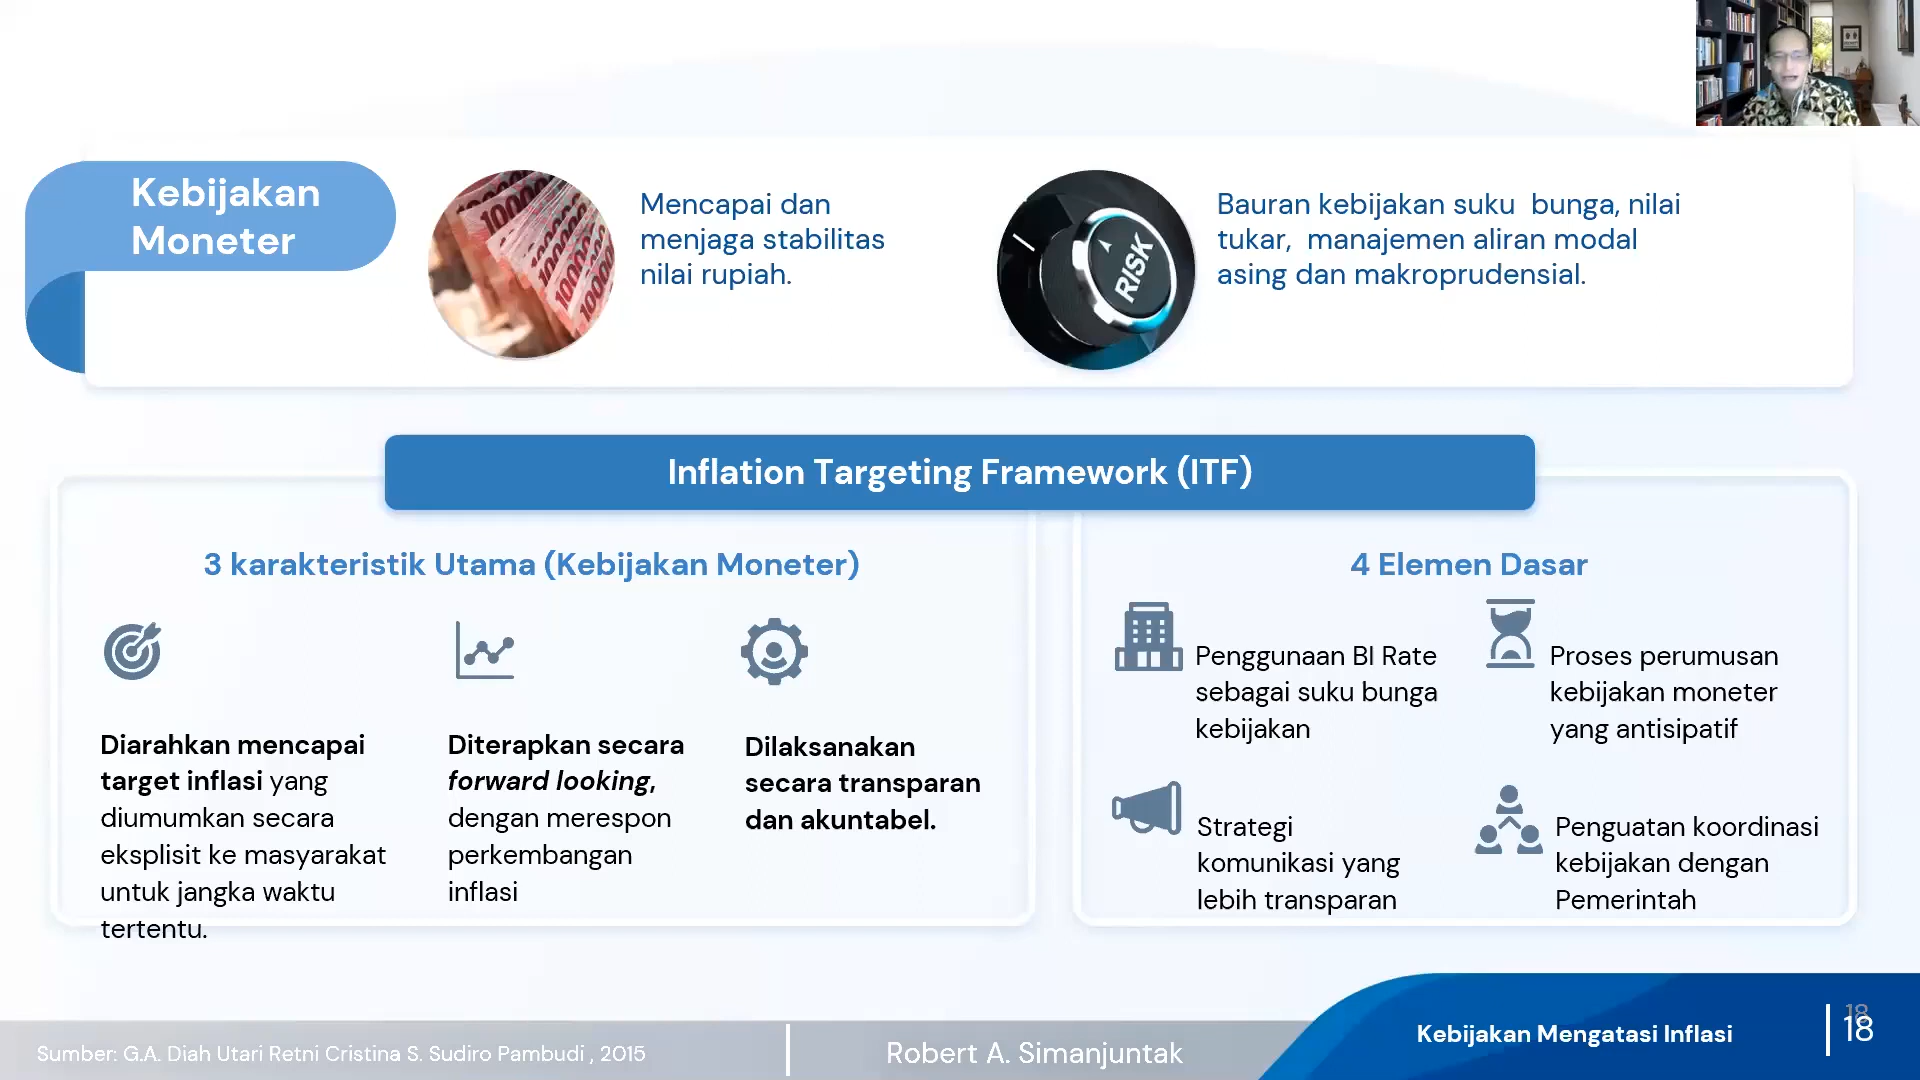 Kebijakan
Moneter
Mencapai dan
menjaga stabilitas
nilai rupiah.
RISK
Bauran kebijakan suku bunga, nilai
tukar, manajemen aliran modal
asing dan makroprudensial.
Inflation Targeting Framework (ITF)
3 karakteristik Utama (Kebijakan Moneter)
Diarahkan mencapai
target inflasi yang
diumumkan secara
eksplisit ke masyarakat
untuk jangka waktu
tertentu.
Diterapkan secara
forward looking,
dengan merespon
perkembangan
inflasi
Dilaksanakan
secara transparan
dan akuntabel.
4 Elemen Dasar
Penggunaan BI Rate
sebagai suku bunga
kebijakan
Proses perumusan
kebijakan moneter
yang antisipatif
Strategi
komunikasi yang
lebih transparan
Penguatan koordinasi
kebijakan dengan
Pemerintah
Sumber: G.A. Diah Utari Retni Cristina S. Sudiro Pambudi , 2015
Robert A. Simanjuntak
Kebijakan Mengatasi Inflasi
18
18